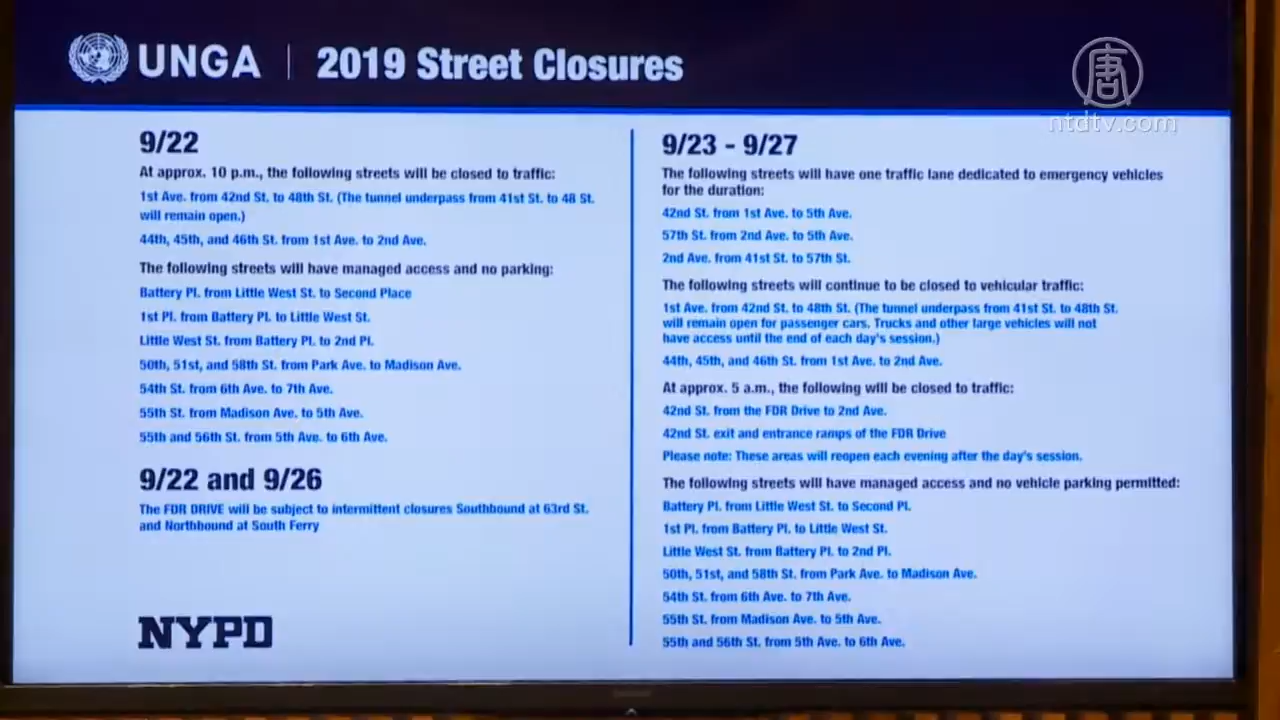 UNGA | 2019 Street Closures
唐
ntdtv.com
9/22
At approx. 10 p.m., the following streets will be closed to traffic:
1st Ave. from 42nd St. to 48th St. (The tunnel underpass from 41st St. to 48 St.
will remain open.)
44th, 45th, and 46th St. from 1st Ave. to 2nd Ave.
The following streets will have managed access and no parking:
Battery Pl. from Little West St. to Second Place
1st Pl. from Battery Pl. to Little West St.
Little West St. from Battery Pl. to 2nd Pl.
50th, 51st, and 58th St. from Park Ave. to Madison Ave.
54th St. from 6th Ave. to 7th Ave.
55th St. from Madison Ave. to 5th Ave.
55th and 56th St. from 5th Ave. to 6th Ave.
9/22 and 9/26
The FDR DRIVE will be subject to intermittent closures Southbound at 63rd St.
and Northbound at South Ferry
NYPD
9/23 - 9/27
The following streets will have one traffic lane dedicated to emergency vehicles
for the duration:
42nd St. from 1st Ave. to 5th Ave.
57th St. from 2nd Ave. to 5th Ave.
2nd Ave. from 41st St. to 57th St.
The following streets will continue to be closed to vehicular traffic:
1st Ave. from 42nd St. to 48th St. (The tunnel underpass from 41st St. to 48th St.
will remain open for passenger cars. Trucks and other large vehicles will not
have access until the end of each day's session.)
44th, 45th, and 46th St. from 1st Ave. to 2nd Ave.
At approx. 5 a.m., the following will be closed to traffic:
42nd St. from the FDR Drive to 2nd Ave.
42nd St. exit and entrance ramps of the FDR Drive
Please note: These areas will reopen each evening after the day's session.
The following streets will have managed access and no vehicle parking permitted:
Battery Pl. from Little West St. to Second Pl.
1st Pl. from Battery Pl. to Little West St.
Little West St. from Battery Pl. to 2nd Pl.
50th, 51st, and 58th St. from Park Ave. to Madison Ave.
54th St. from 6th Ave. to 7th Ave.
55th St. from Madison Ave. to 5th Ave.
55th and 56th St. from 5th Ave. to 6th Ave.